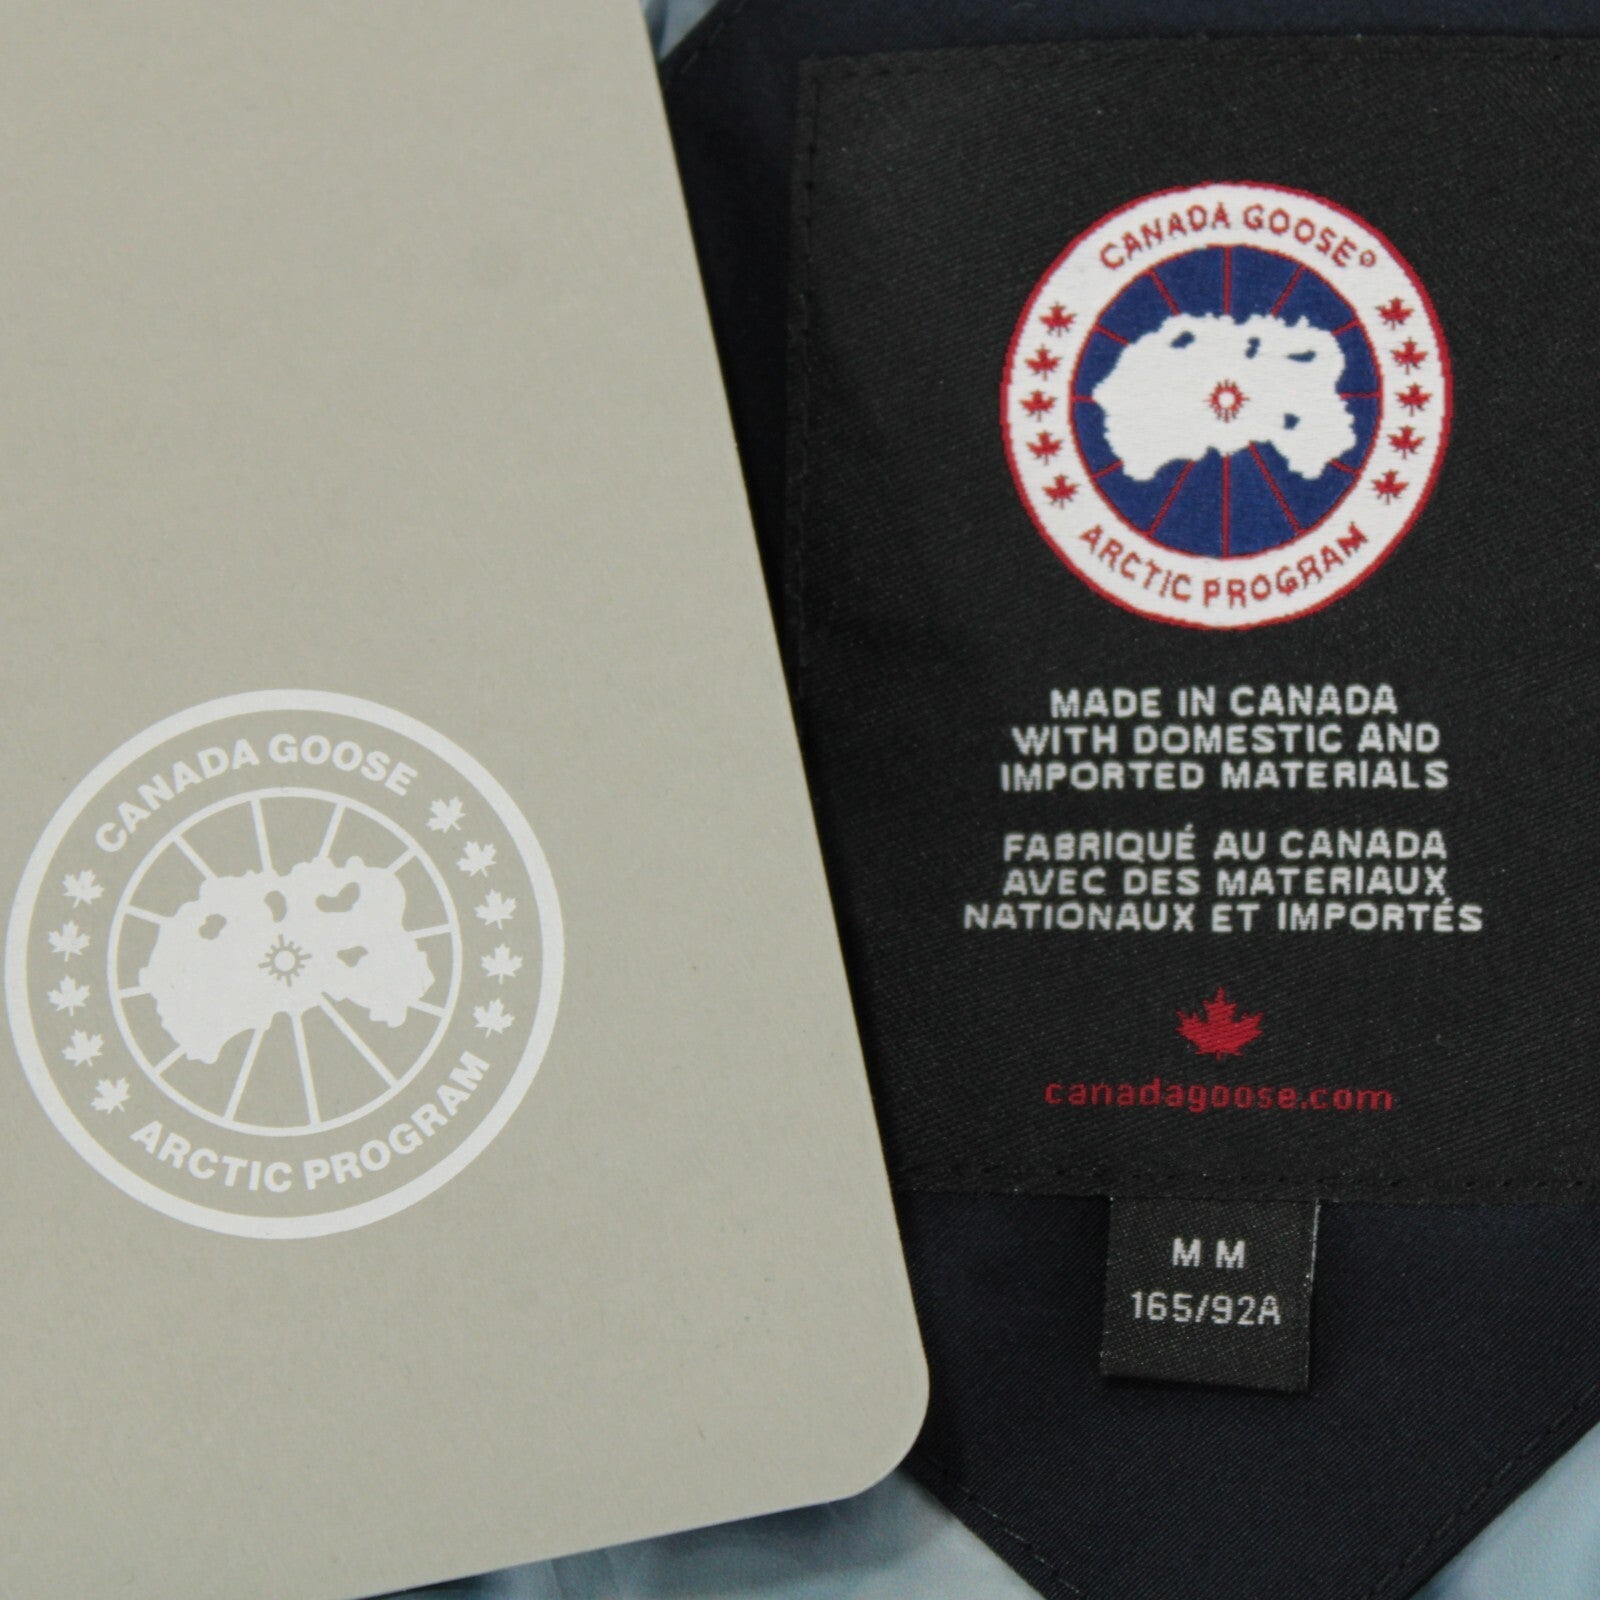 CANADA GOOSE
ARCTIC PROGRAM
CANADA GOOSE®
ARCTIC PROGRAM
MADE IN CANADA
WITH DOMESTIC AND
IMPORTED MATERIALS
FABRIQUÉ AU CANADA
AVEC DES MATERIAUX
NATIONAUX ET IMPORTÉS
canadagoose.com
M M
165/92A